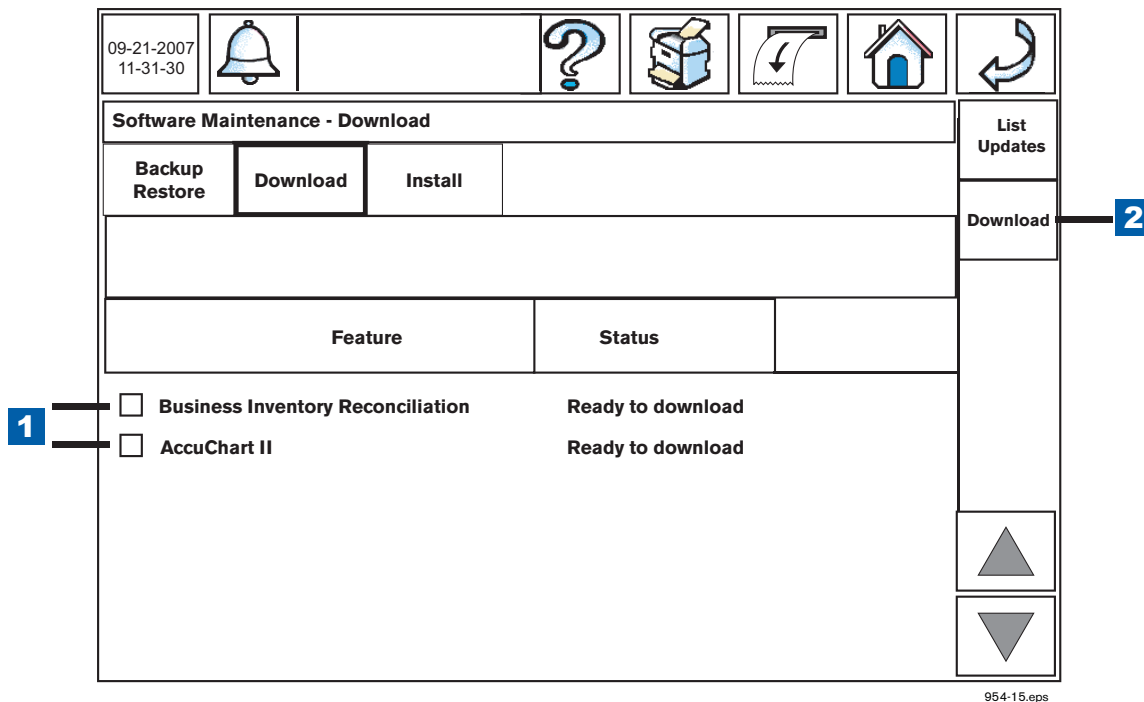 09-21-2007
11-31-30
Software Maintenance - Download
List
Updates
Backup
Restore
Download
Install
Download
2
Feature
Status
1
Business Inventory Reconciliation
Ready to download
AccuChart II
Ready to download
954-15.eps